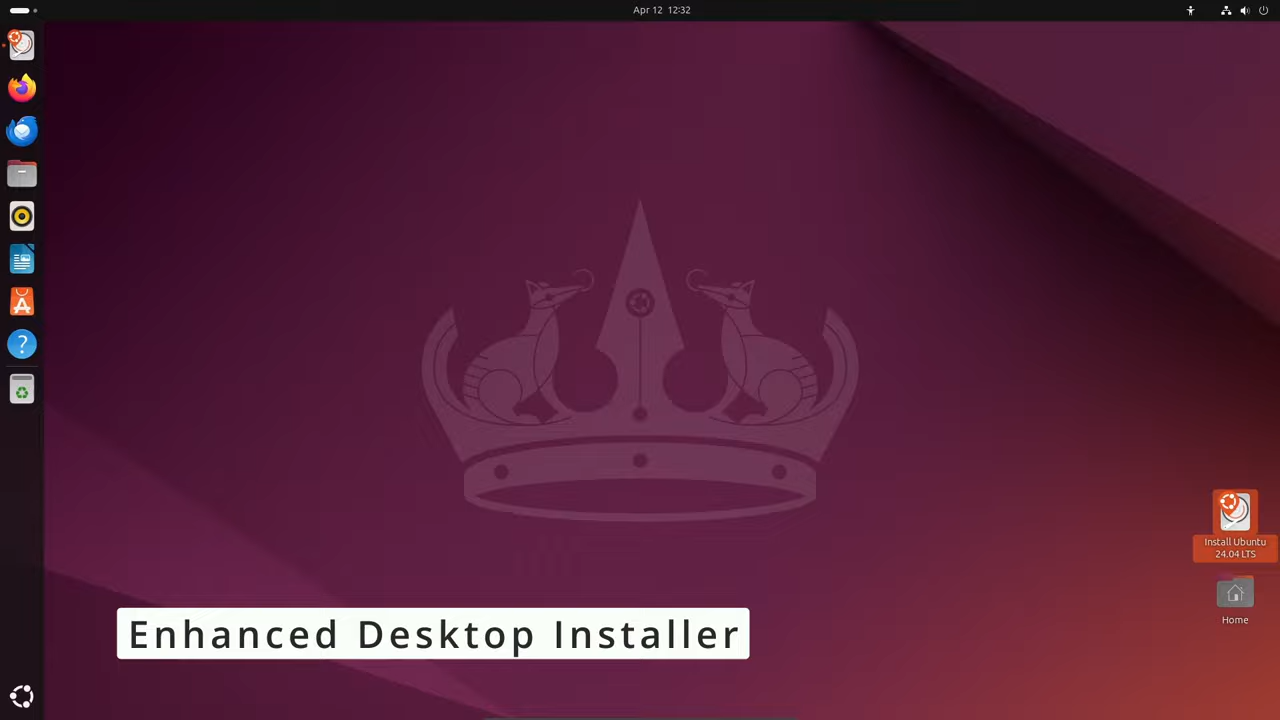 Apr 12 12:32
Install Ubuntu
24.04 LTS
Home
Enhanced Desktop Installer